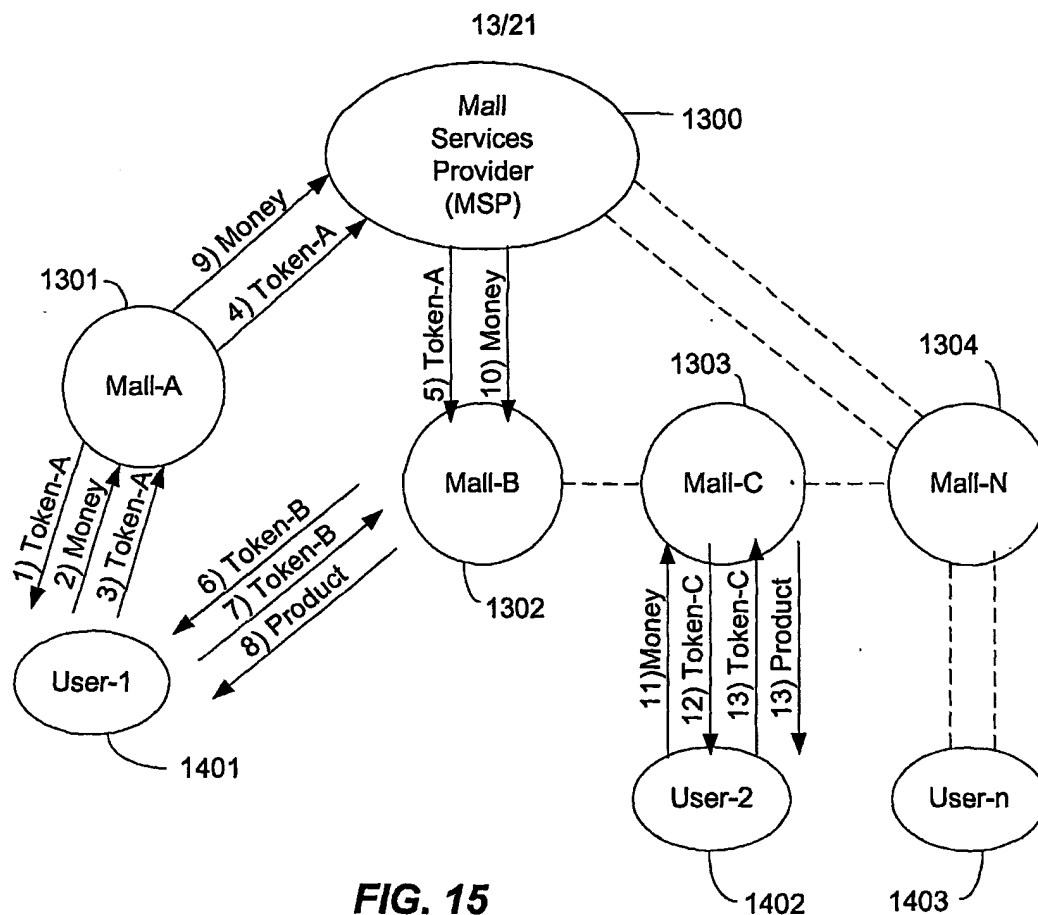 13/21
Mall
Services
Provider
(MSP)
1300
9) Money
4) Token-A
1301
Mall-A
5) Token-A
10) Money
1303
1304
Mall-B
Mall-C
Mall-N
1) Token-A
2) Money
3) Token-A
6) Token-B
7) Token-B
8) Product
1302
11)Money
12) Token-C
13) Token-C
13) Product
User-1
1401
User-2
User-n
1402
1403
FIG. 15